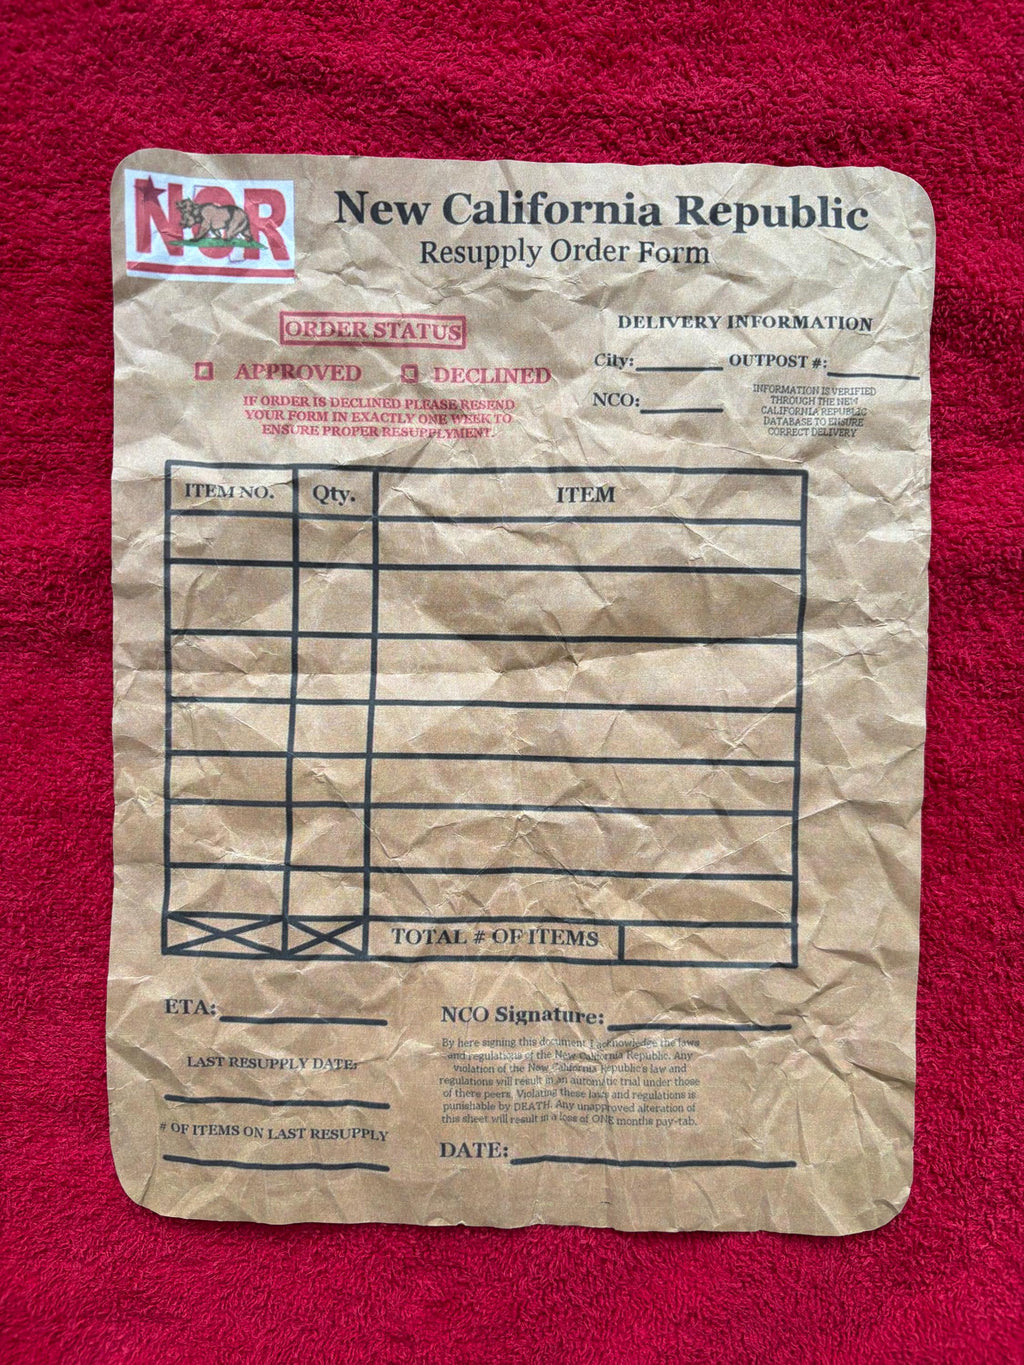 NCR
New California Republic
Resupply Order Form
ORDER STATUS
APPROVED DECLINED
IF ORDER IS DECLINED PLEASE RESEND
YOUR FORM IN EXACTLY ONE WEEK TO
ENSURE PROPER RESUPPLYMENT.
DELIVERY INFORMATION
City: OUTPOST #:
NCO:
INFORMATION IS VERIFIED
THROUGH THE NEW
CALIFORNIA REPUBLIC
DATABASE TO ENSURE
CORRECT DELIVERY
ITEM NO. Qty. ITEM
TOTAL # OF ITEMS
ETA:
LAST RESUPPLY DATE:
# OF ITEMS ON LAST RESUPPLY
NCO Signature:
By here signing this document I acknowledge the laws
and regulations of the New California Republic. Any
violation of the New California Republic's law and
regulations will result in an automatic trial under those
of there peers. Violating these laws and regulations is
punishable by DEATH. Any unapproved alteration of
this sheet will result in a loss of ONE months pay-tab.
DATE: